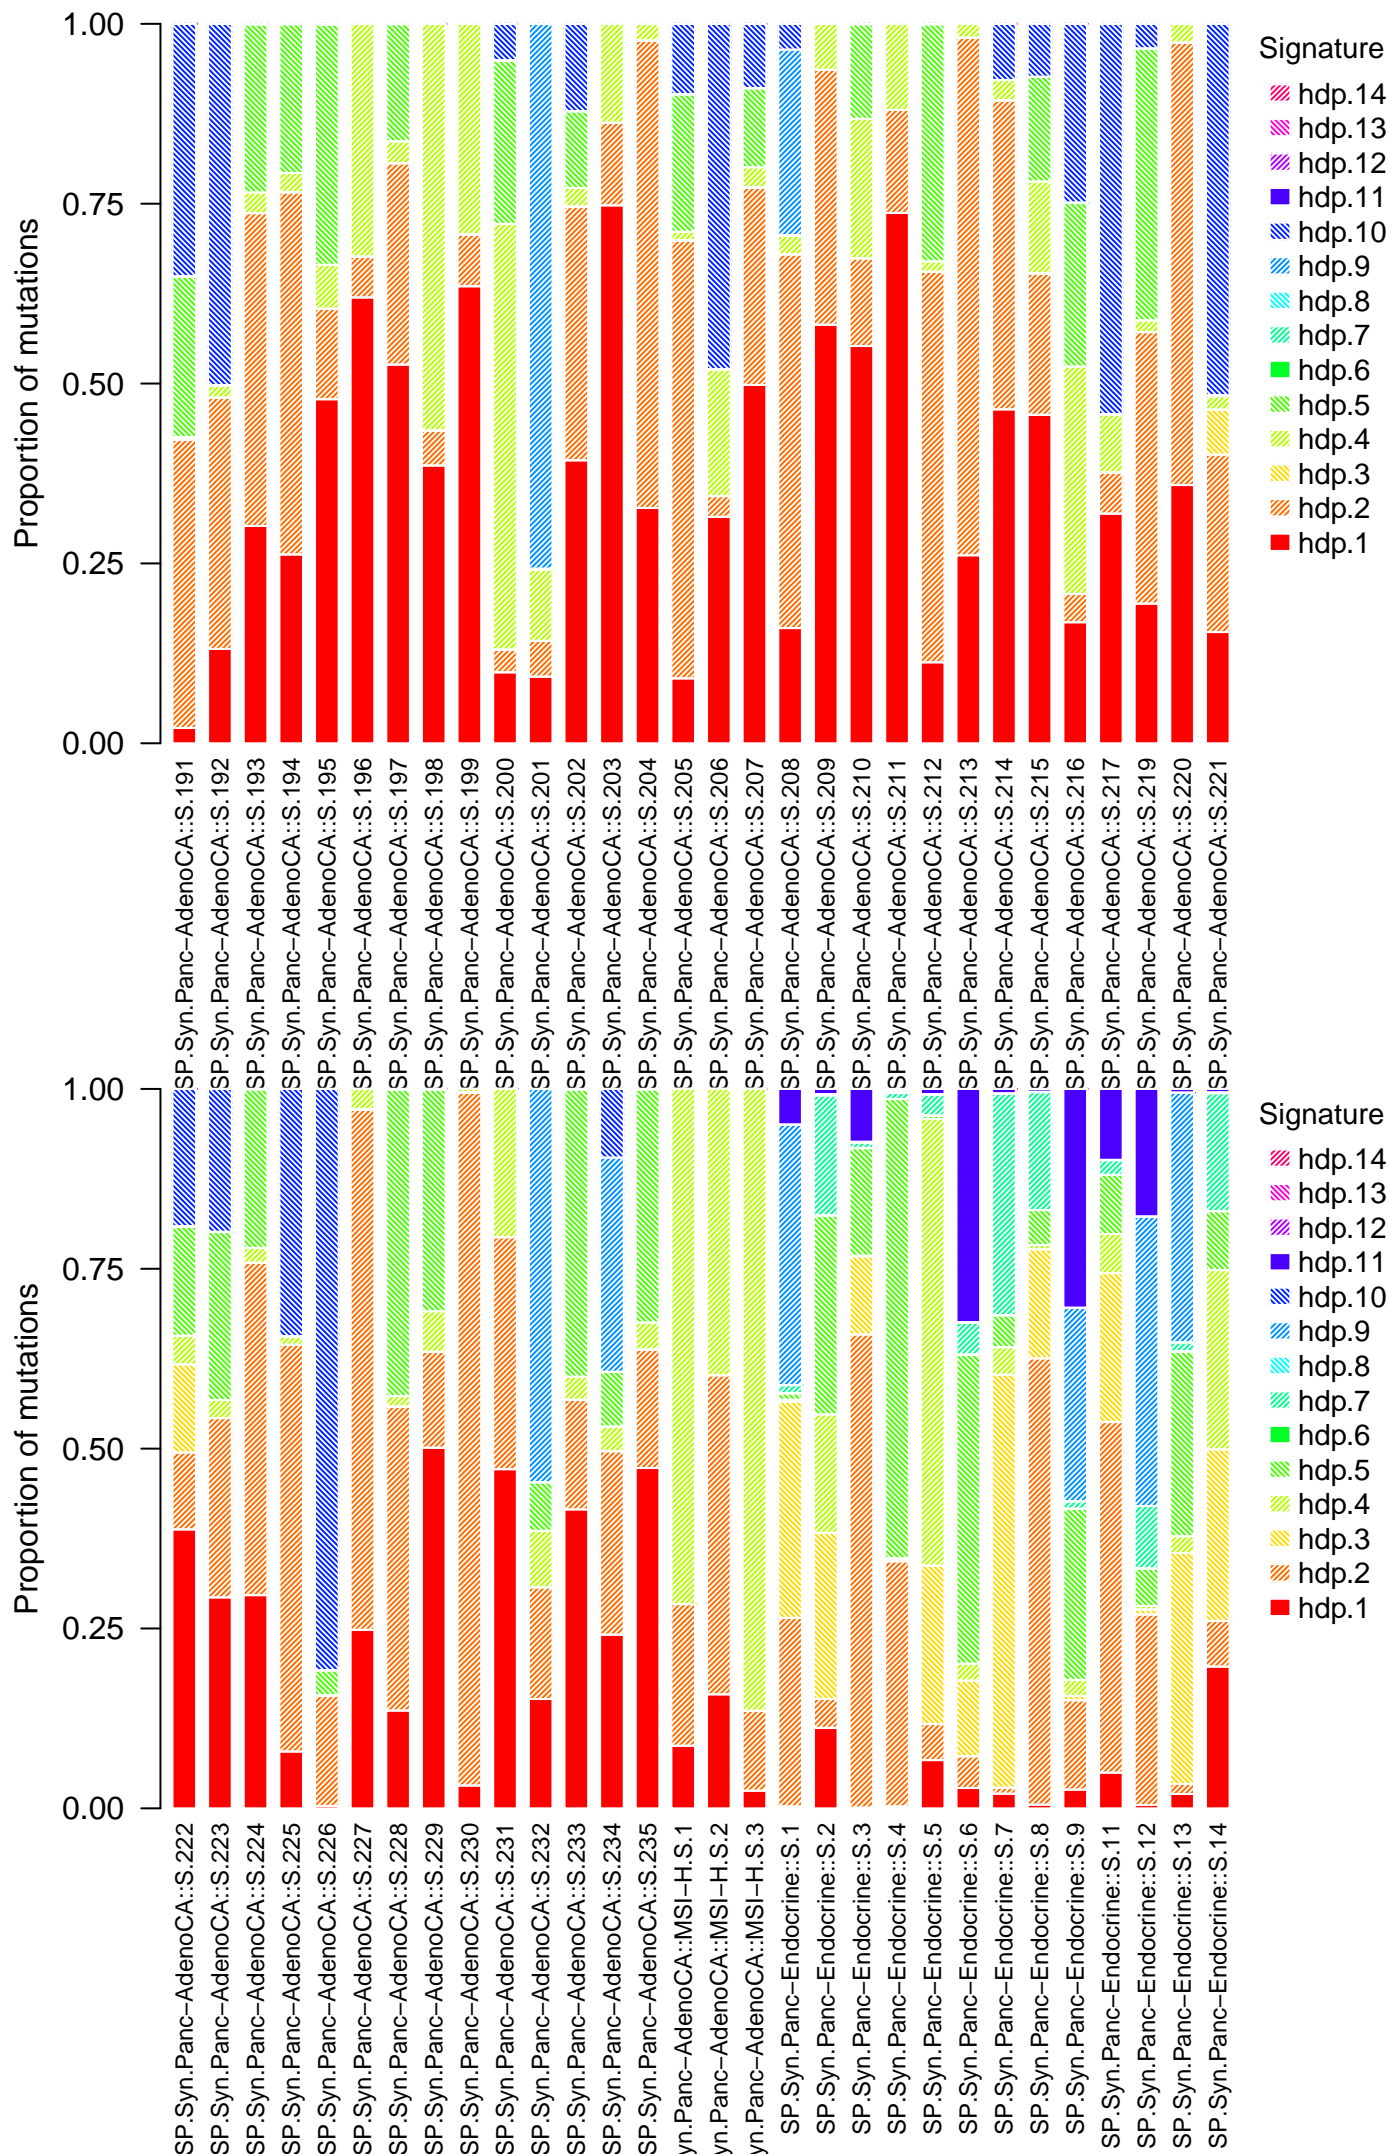 Proportion of mutations
1.00
0.75
0.50
0.25
0.00
SP.Syn.Panc−AdenoCA::S.191
SP.Syn.Panc−AdenoCA::S.192
SP.Syn.Panc−AdenoCA::S.193
SP.Syn.Panc−AdenoCA::S.194
SP.Syn.Panc−AdenoCA::S.195
SP.Syn.Panc−AdenoCA::S.196
SP.Syn.Panc−AdenoCA::S.197
SP.Syn.Panc−AdenoCA::S.198
SP.Syn.Panc−AdenoCA::S.199
SP.Syn.Panc−AdenoCA::S.200
SP.Syn.Panc−AdenoCA::S.201
SP.Syn.Panc−AdenoCA::S.202
SP.Syn.Panc−AdenoCA::S.203
SP.Syn.Panc−AdenoCA::S.204
SP.Syn.Panc−AdenoCA::S.205
SP.Syn.Panc−AdenoCA::S.206
SP.Syn.Panc−AdenoCA::S.207
SP.Syn.Panc−AdenoCA::S.208
SP.Syn.Panc−AdenoCA::S.209
SP.Syn.Panc−AdenoCA::S.210
SP.Syn.Panc−AdenoCA::S.211
SP.Syn.Panc−AdenoCA::S.212
SP.Syn.Panc−AdenoCA::S.213
SP.Syn.Panc−AdenoCA::S.214
SP.Syn.Panc−AdenoCA::S.215
SP.Syn.Panc−AdenoCA::S.216
SP.Syn.Panc−AdenoCA::S.217
SP.Syn.Panc−AdenoCA::S.219
SP.Syn.Panc−AdenoCA::S.220
SP.Syn.Panc−AdenoCA::S.221
Signature
hdp.14
hdp.13
hdp.12
hdp.11
hdp.10
hdp.9
hdp.8
hdp.7
hdp.6
hdp.5
hdp.4
hdp.3
hdp.2
hdp.1
Proportion of mutations
1.00
0.75
0.50
0.25
0.00
SP.Syn.Panc−AdenoCA::S.222
SP.Syn.Panc−AdenoCA::S.223
SP.Syn.Panc−AdenoCA::S.224
SP.Syn.Panc−AdenoCA::S.225
SP.Syn.Panc−AdenoCA::S.226
SP.Syn.Panc−AdenoCA::S.227
SP.Syn.Panc−AdenoCA::S.228
SP.Syn.Panc−AdenoCA::S.229
SP.Syn.Panc−AdenoCA::S.230
SP.Syn.Panc−AdenoCA::S.231
SP.Syn.Panc−AdenoCA::S.232
SP.Syn.Panc−AdenoCA::S.233
SP.Syn.Panc−AdenoCA::S.234
SP.Syn.Panc−AdenoCA::S.235
yn.Panc−AdenoCA::MSI−H.S.1
yn.Panc−AdenoCA::MSI−H.S.2
yn.Panc−AdenoCA::MSI−H.S.3
SP.Syn.Panc−Endocrine::S.1
SP.Syn.Panc−Endocrine::S.2
SP.Syn.Panc−Endocrine::S.3
SP.Syn.Panc−Endocrine::S.4
SP.Syn.Panc−Endocrine::S.5
SP.Syn.Panc−Endocrine::S.6
SP.Syn.Panc−Endocrine::S.7
SP.Syn.Panc−Endocrine::S.8
SP.Syn.Panc−Endocrine::S.9
SP.Syn.Panc−Endocrine::S.11
SP.Syn.Panc−Endocrine::S.12
SP.Syn.Panc−Endocrine::S.13
SP.Syn.Panc−Endocrine::S.14
Signature
hdp.14
hdp.13
hdp.12
hdp.11
hdp.10
hdp.9
hdp.8
hdp.7
hdp.6
hdp.5
hdp.4
hdp.3
hdp.2
hdp.1